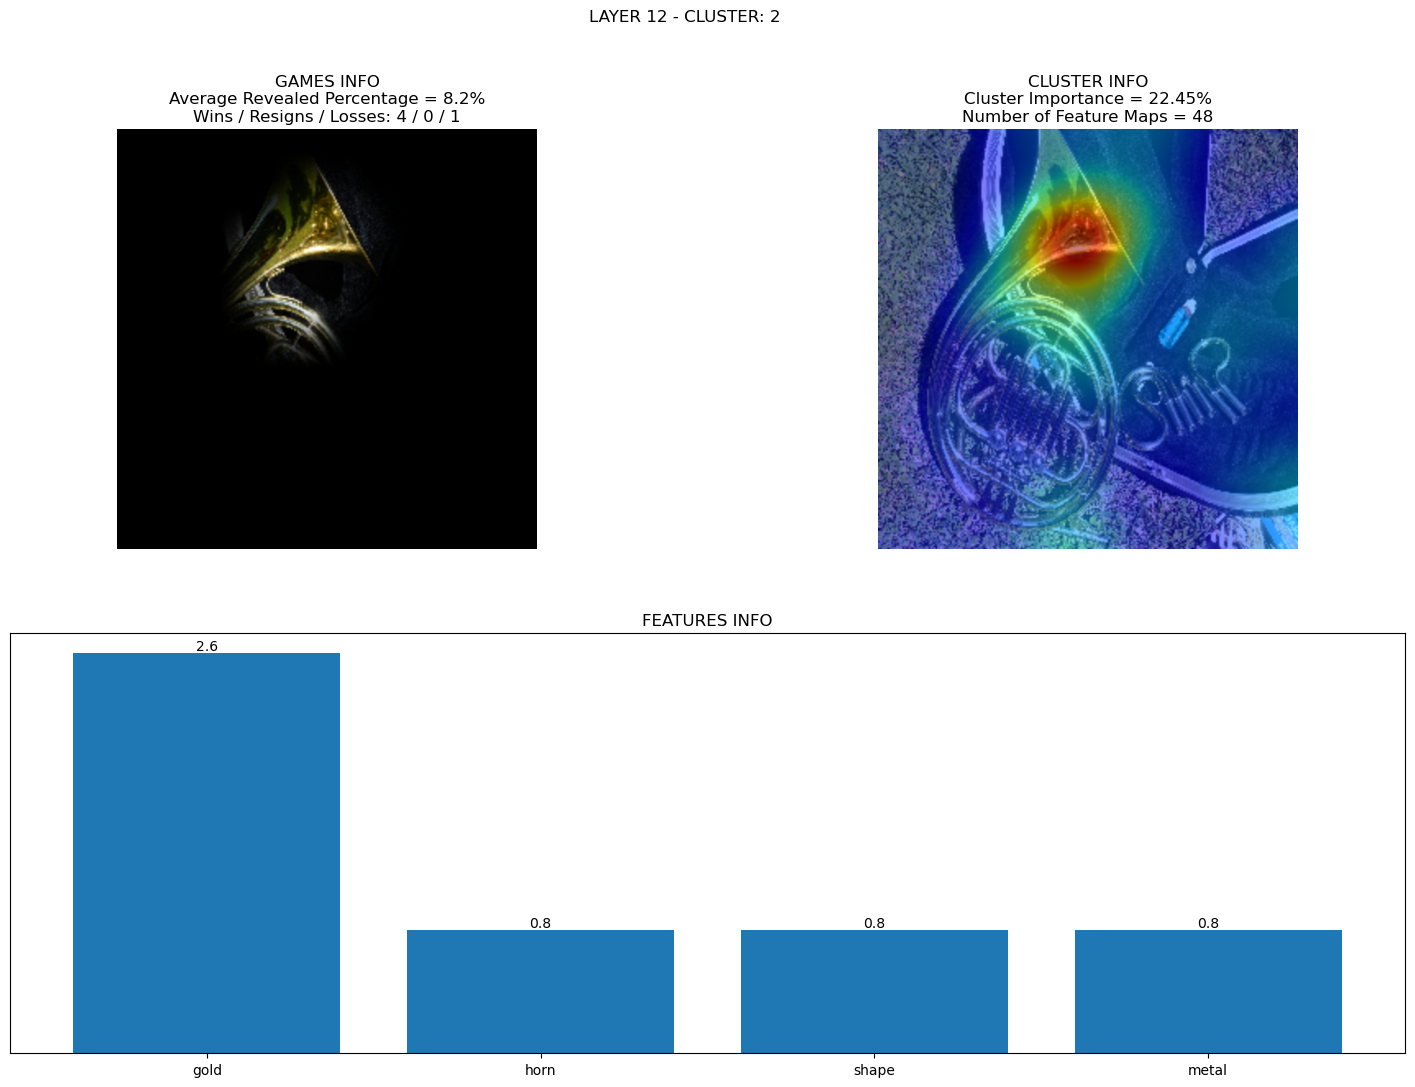 LAYER 12 - CLUSTER: 2
GAMES INFO
Average Revealed Percentage = 8.2%
Wins / Resigns / Losses: 4 / 0 / 1
CLUSTER INFO
Cluster Importance = 22.45%
Number of Feature Maps = 48
FEATURES INFO
2.6
0.8
0.8
0.8
gold
horn
shape
metal